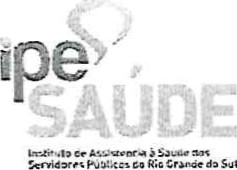 ipe
SAÚDE
Instituto de Assistência à Saúde dos
Servidores Públicos do Rio Grande do Sul